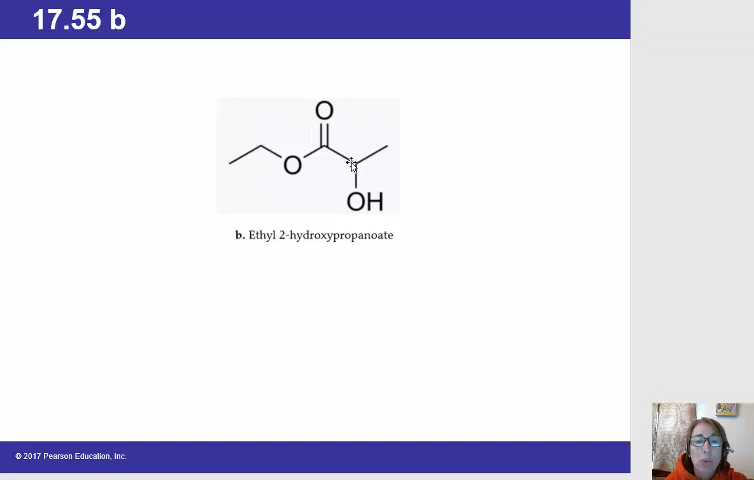 17.55 b
O
O
OH
b. Ethyl 2-hydroxypropanoate
© 2017 Pearson Education, Inc.